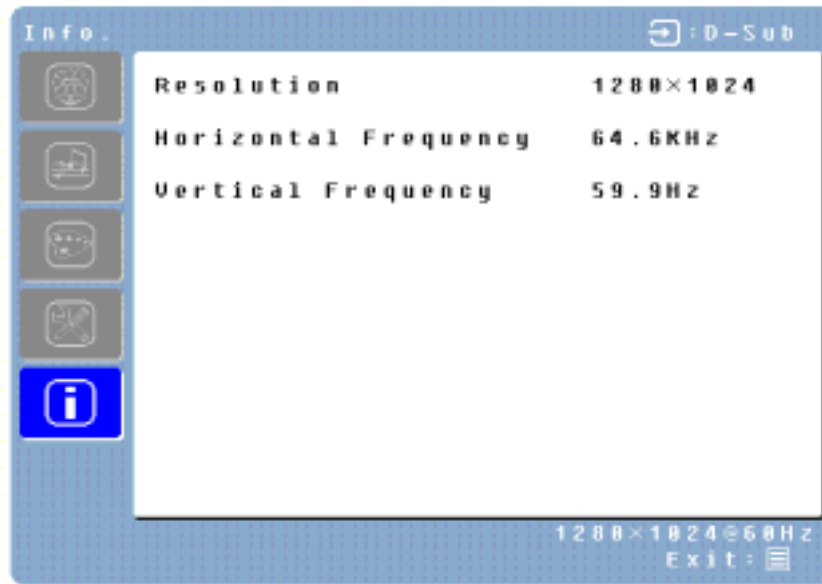 Info. :D-Sub
Resolution 1280×1024
Horizontal Frequency 64.6KHz
Vertical Frequency 59.9Hz
1280×1024@60Hz
Exit: